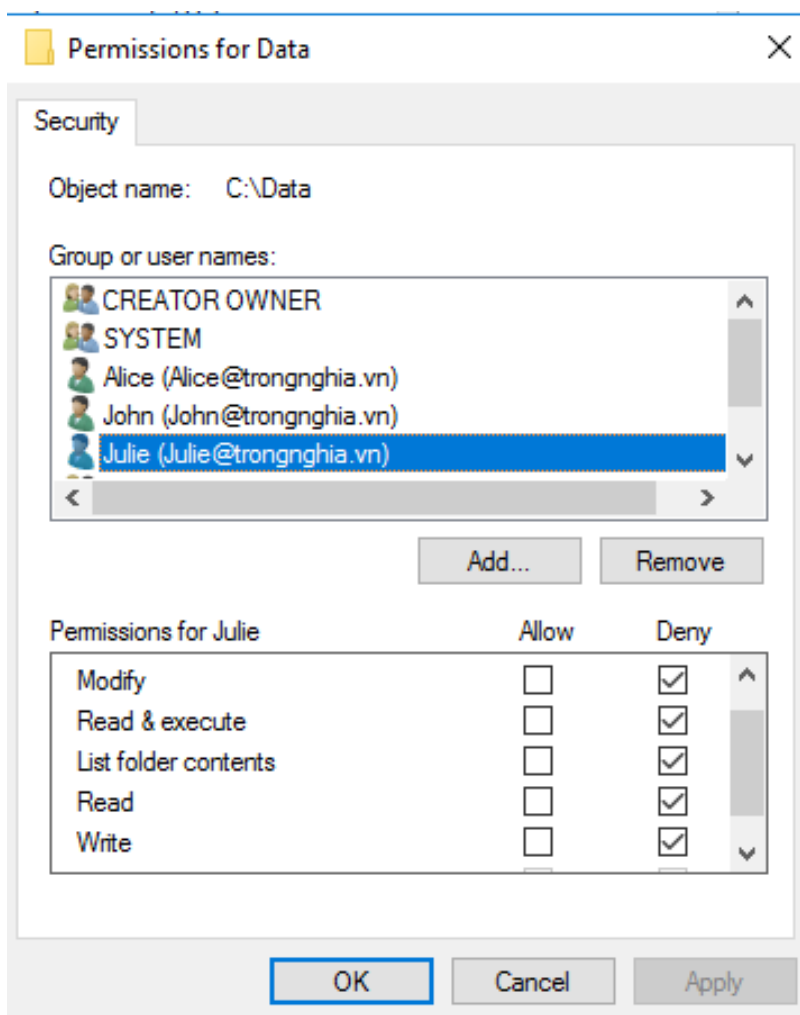 Permissions for Data
Security
Object name: C:\Data
Group or user names:
CREATOR OWNER
SYSTEM
Alice (Alice@trongnghia.vn)
John (John@trongnghia.vn)
Julie (Julie@trongnghia.vn)
Add... Remove
Permissions for Julie Allow Deny
Modify
Read & execute
List folder contents
Read
Write
OK Cancel Apply